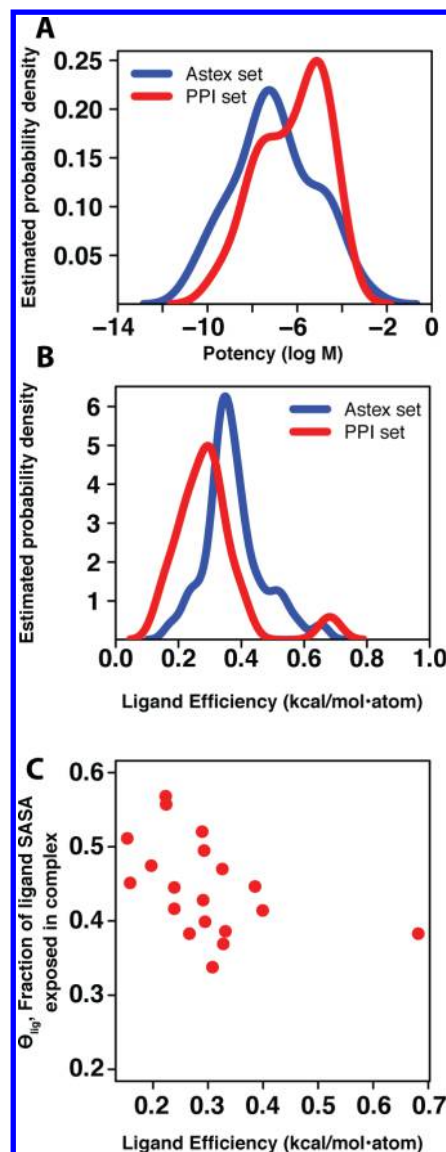 A
Estimated probability density
0.25
0.20
0.15
0.10
0.05
Astex set
PPI set
−14 −10 −6 −2 0
Potency (log M)
B
Estimated probability density
6
5
4
3
2
1
Astex set
PPI set
0.0 0.2 0.4 0.6 0.8 1.0
Ligand Efficiency (kcal/mol·atom)
C
Θlig, Fraction of ligand SASA
exposed in complex
0.6
0.5
0.4
0.3
0.2
0.2 0.3 0.4 0.5 0.6 0.7
Ligand Efficiency (kcal/mol·atom)